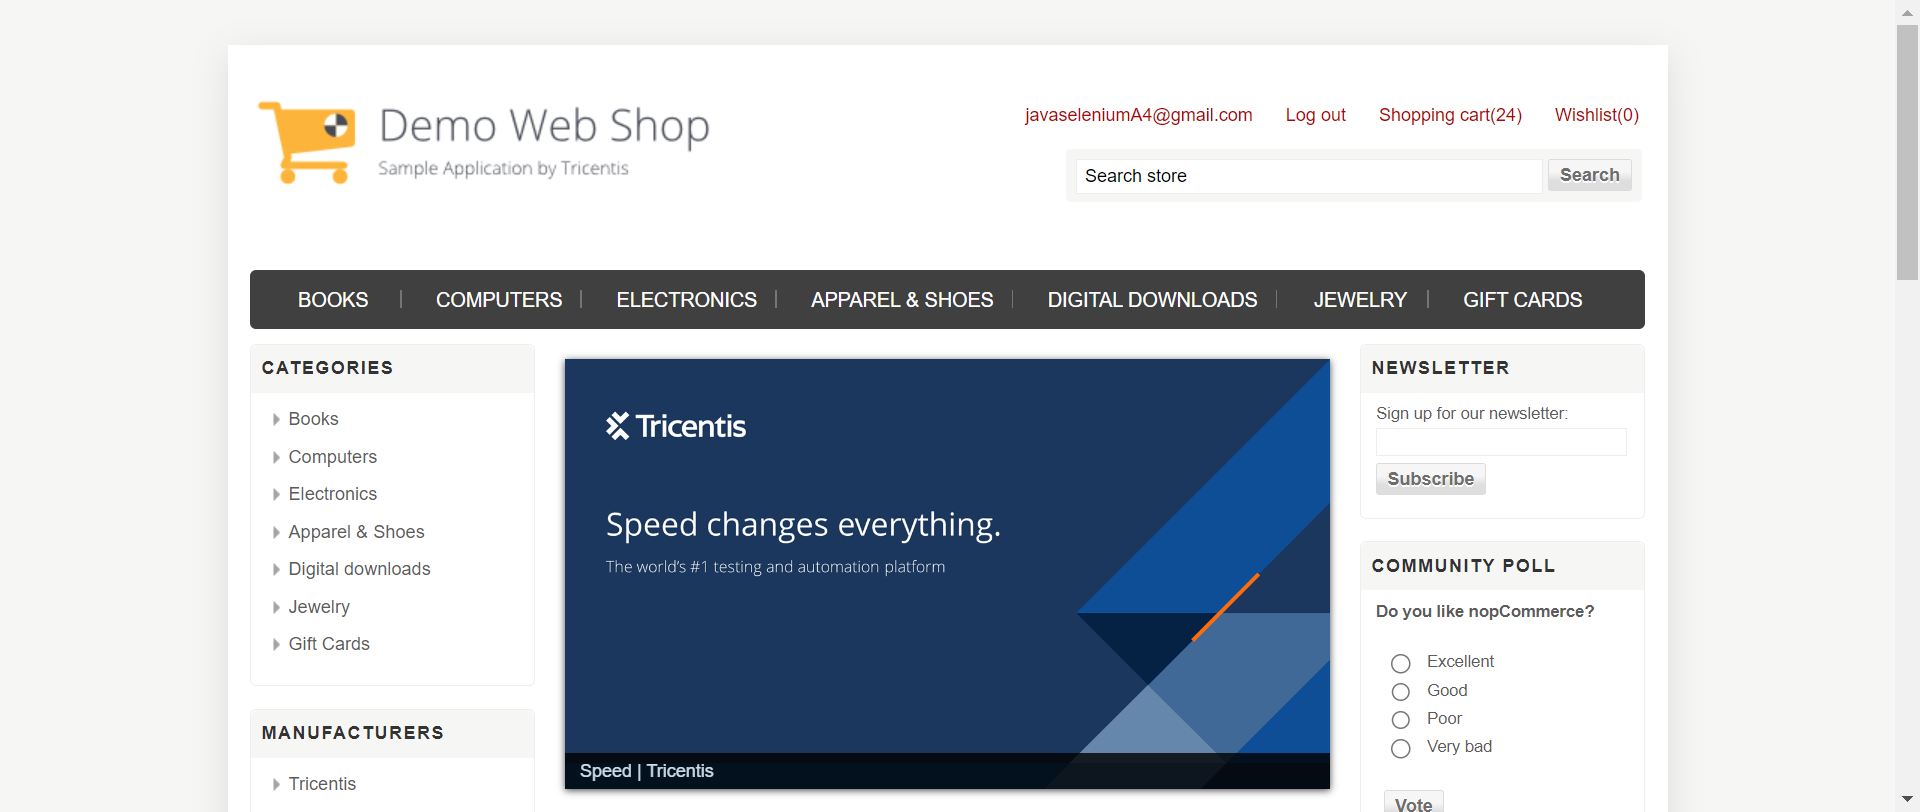 Demo Web Shop
Sample Application by Tricentis
javaseleniumA4@gmail.com Log out Shopping cart(24) Wishlist(0)
Search store Search
BOOKS COMPUTERS ELECTRONICS APPAREL & SHOES DIGITAL DOWNLOADS JEWELRY GIFT CARDS
CATEGORIES
Books
Computers
Electronics
Apparel & Shoes
Digital downloads
Jewelry
Gift Cards
MANUFACTURERS
Tricentis
Tricentis
Speed changes everything.
The world's #1 testing and automation platform
Speed | Tricentis
NEWSLETTER
Sign up for our newsletter:
Subscribe
COMMUNITY POLL
Do you like nopCommerce?
Excellent
Good
Poor
Very bad
Vote